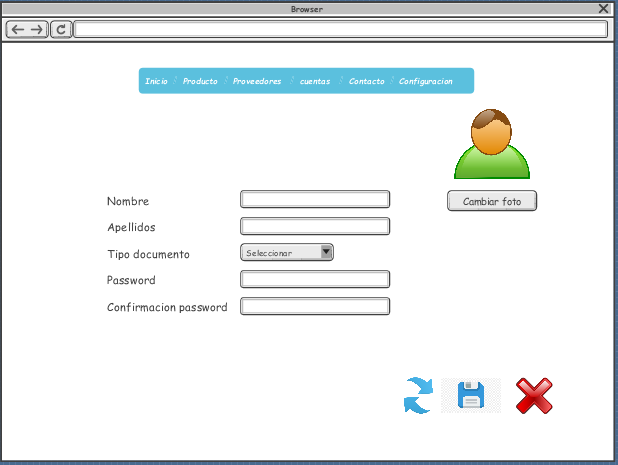 Browser
Inicio / Producto / Proveedores / cuentas / Contacto / Configuracion
Nombre
Cambiar foto
Apellidos
Tipo documento Seleccionar
Password
Confirmacion password